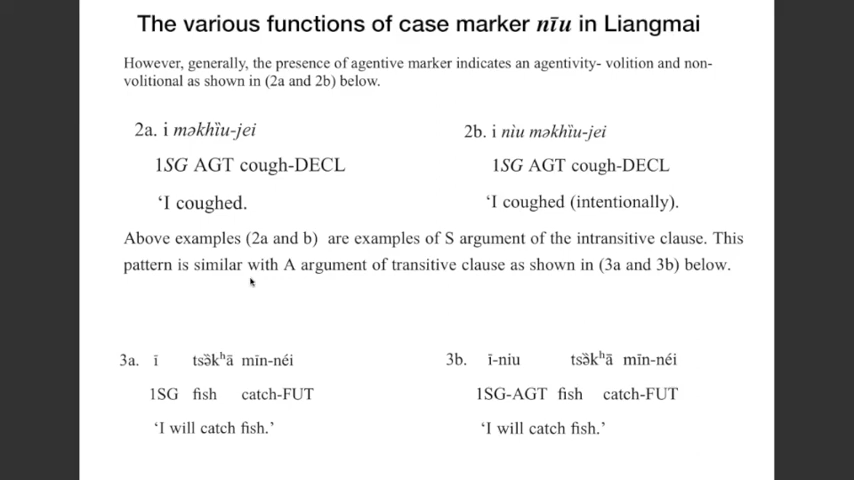 The various functions of case marker nīu in Liangmai
However, generally, the presence of agentive marker indicates an agentivity- volition and non-
volitional as shown in (2a and 2b) below.
2a. i məkhȉu-jei
1SG AGT cough-DECL
‘I coughed.
2b. i nìu məkhȉu-jei
1SG AGT cough-DECL
‘I coughed (intentionally).
Above examples (2a and b) are examples of S argument of the intransitive clause. This
pattern is similar with A argument of transitive clause as shown in (3a and 3b) below.
3a. ī tsə̏kʰā mīn-néi
1SG fish catch-FUT
‘I will catch fish.’
3b. ī-niu tsə̏kʰā mīn-néi
1SG-AGT fish catch-FUT
‘I will catch fish.’